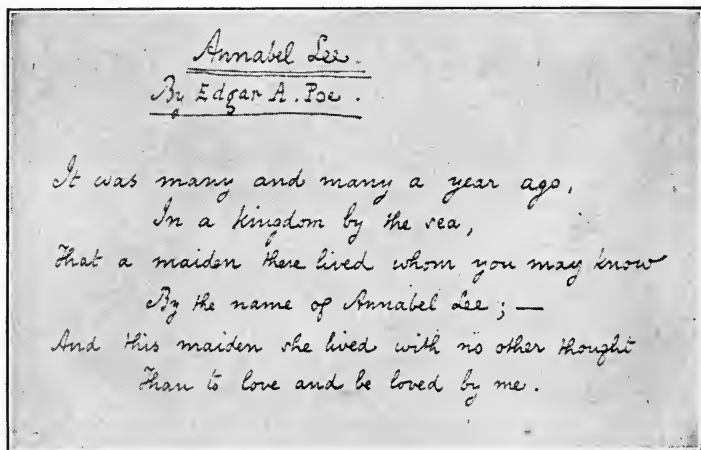 Annabel Lee.
By Edgar A. Poe.
It was many and many a year ago,
In a kingdom by the sea,
That a maiden there lived whom you may know
By the name of Annabel Lee; —
And this maiden she lived with no other thought
Than to love and be loved by me.